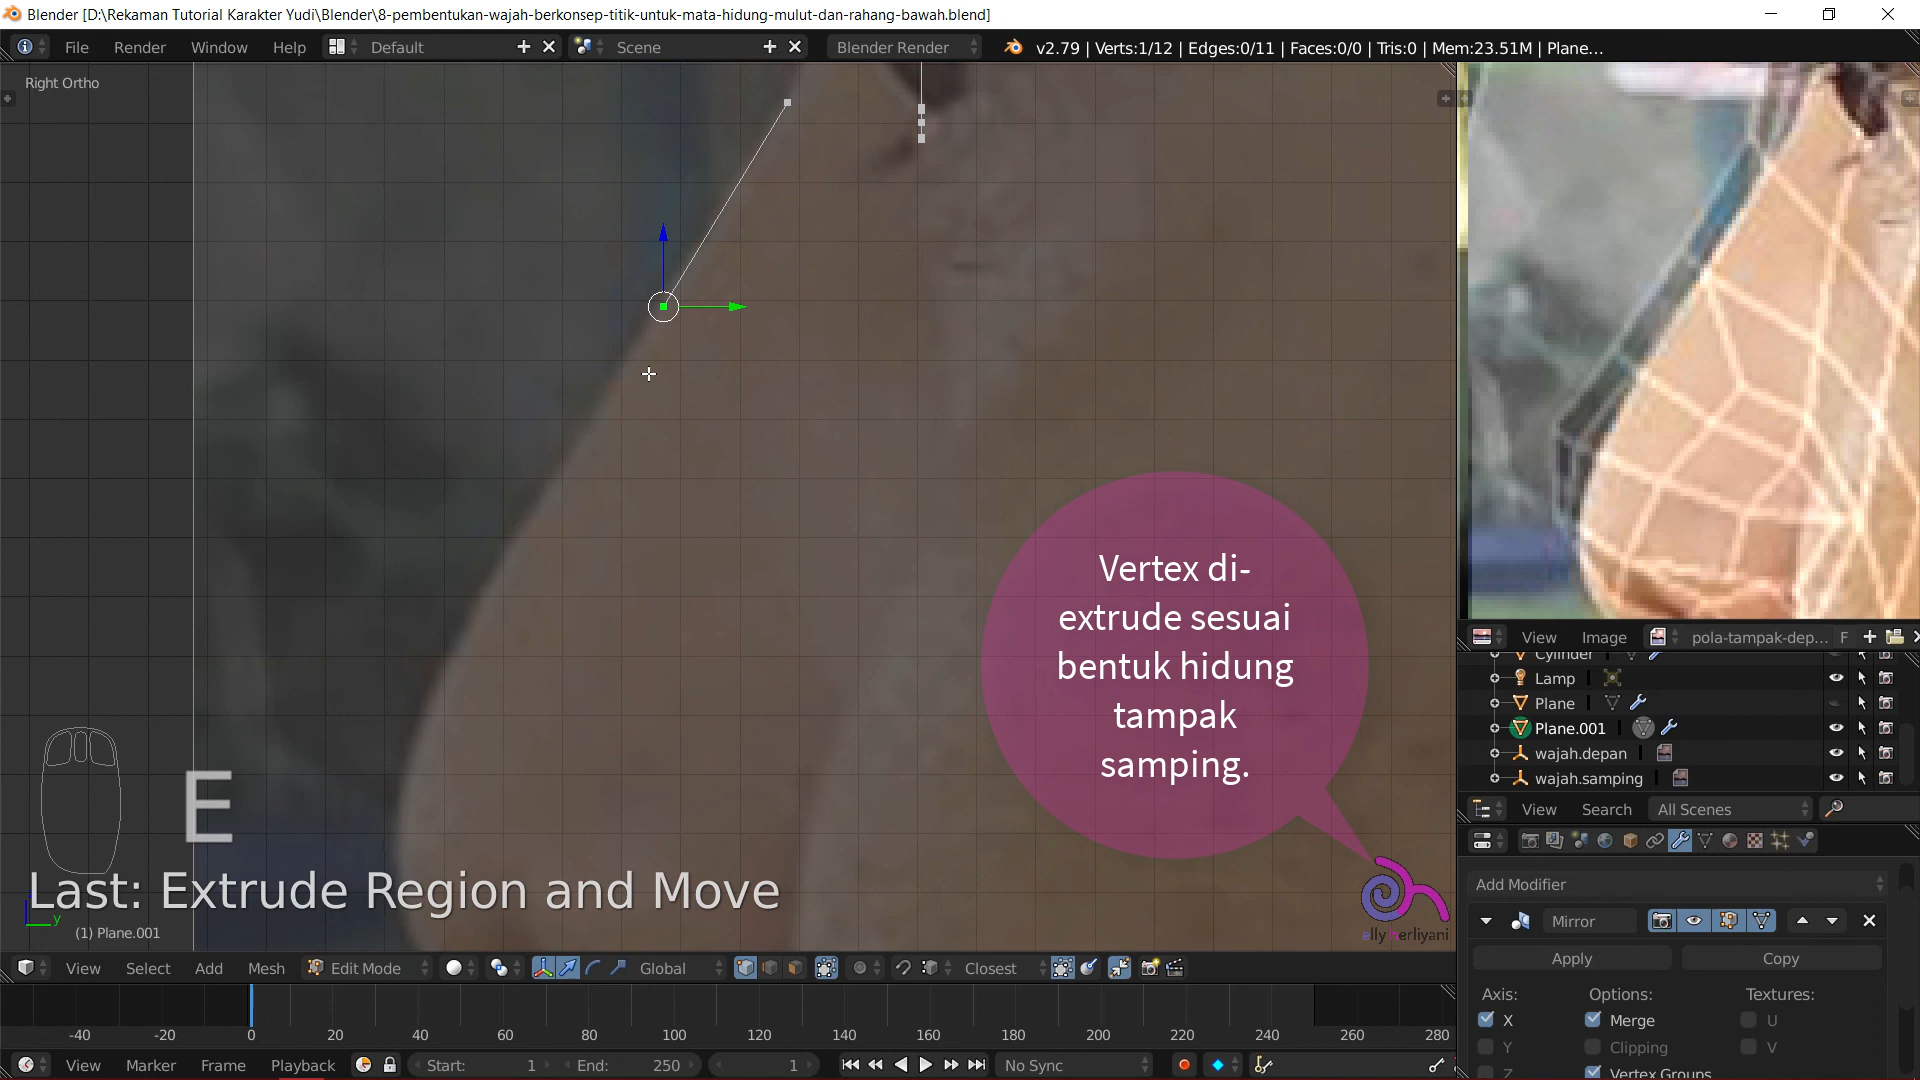 Blender [D:\Rekaman Tutorial Karakter Yudi\Blender\8-pembentukan-wajah-berkonsep-titik-untuk-mata-hidung-mulut-dan-rahang-bawah.blend]
File Render Window Help Default Scene Blender Render v2.79 | Verts:1/12 | Edges:0/11 | Faces:0/0 | Tris:0 | Mem:23.51M | Plane...
Right Ortho
Vertex di-
extrude sesuai
bentuk hidung
tampak
samping.
E
Last: Extrude Region and Move
y
(1) Plane.001
elly herliyani
View Select Add Mesh Edit Mode Global Closest
-40 -20 0 20 40 60 80 100 120 140 160 180 200 220 240 260 280
View Marker Frame Playback Start: 1 End: 250 1 No Sync
View Image pola-tampak-dep... F
Cylinder
Lamp
Plane
Plane.001
wajah.depan
wajah.samping
View Search All Scenes
Add Modifier
Mirror
Apply Copy
Axis: Options: Textures:
X Merge U
Y Clipping V
Z Vertex Groups